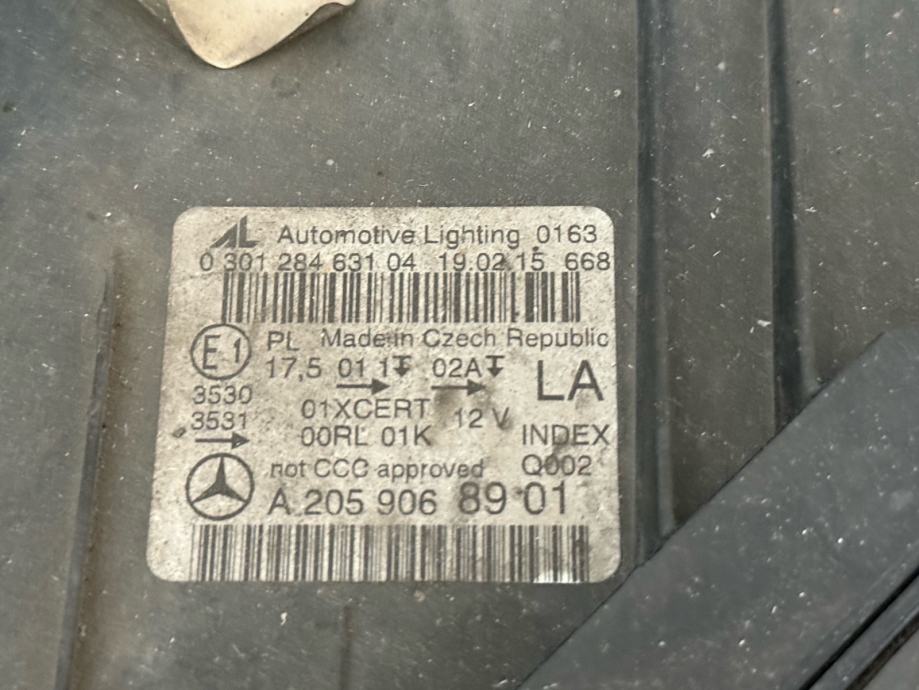 AL Automotive Lighting 0163
0 301 284 631 04 19.02.15 668
E1 PL Made in Czech Republic
17,5 01 1 02A LA
3530 01XCERT 12 V
3531 00RL 01K INDEX
not CCC approved Q002
A 205 906 89 01